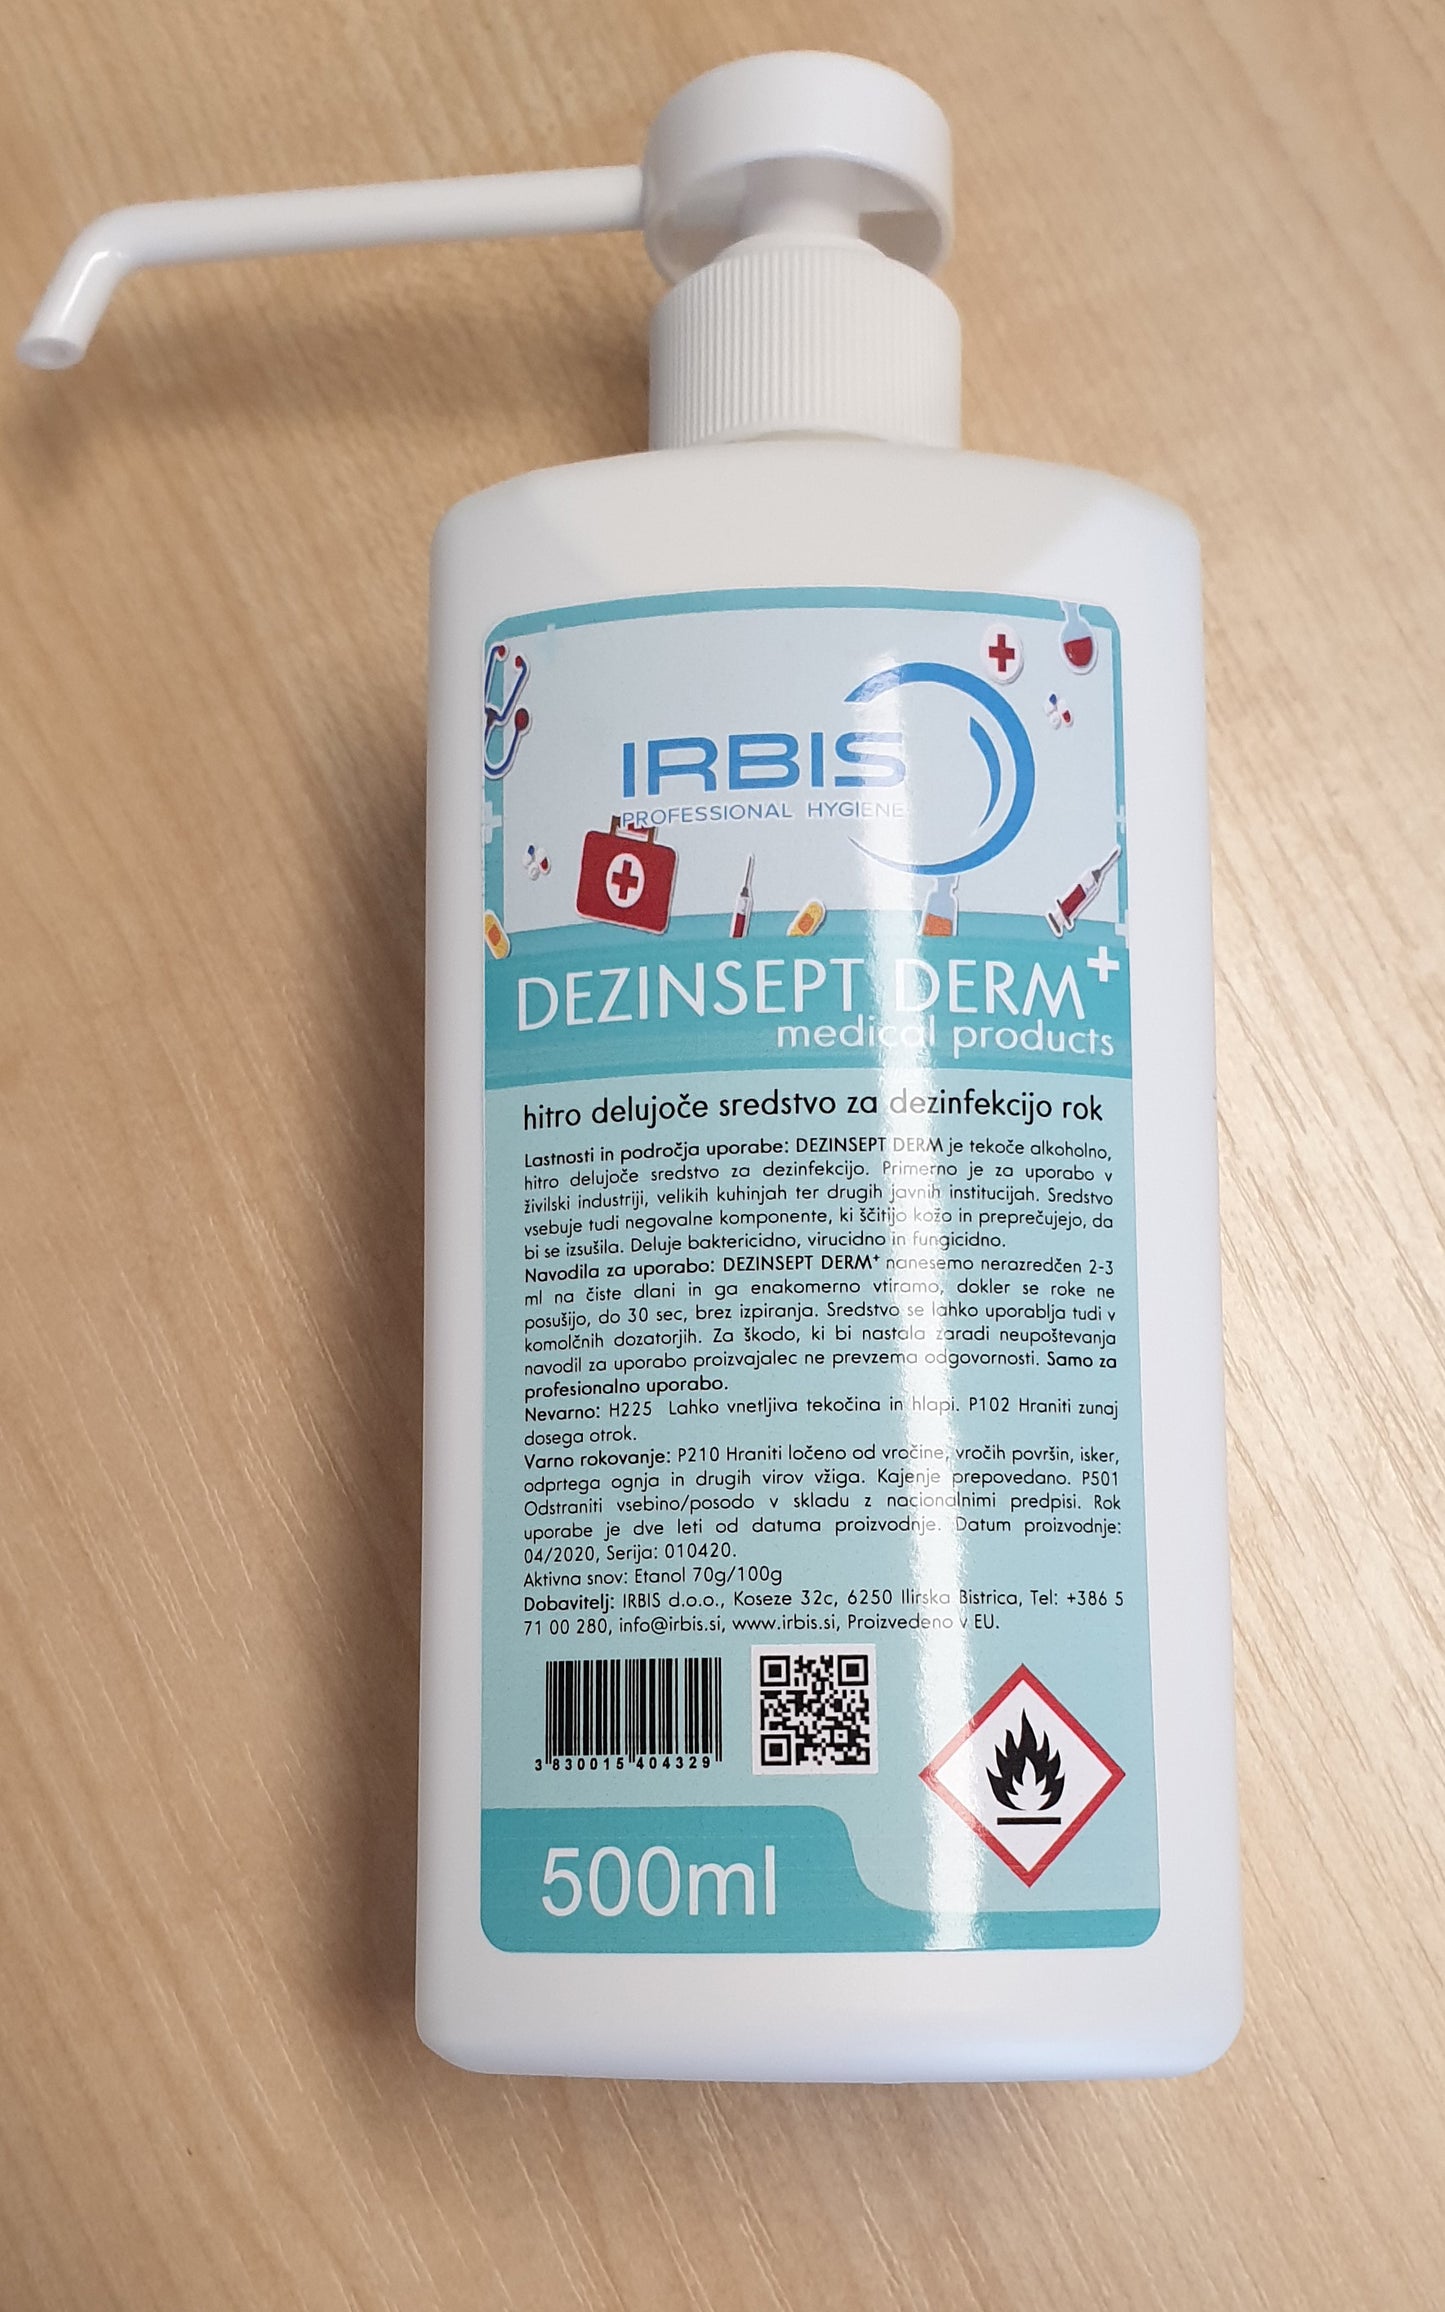 IRBIS
PROFESSIONAL HYGIENE
DEZINSEPT DERM+
medical products
hitro delujoče sredstvo za dezinfekcijo rok
Lastnosti in področja uporabe: DEZINSEPT DERM je tekoče alkoholno,
hitro delujoče sredstvo za dezinfekcijo. Primerno je za uporabo v
živilski industriji, velikih kuhinjah ter drugih javnih institucijah. Sredstvo
vsebuje tudi negovalne komponente, ki ščitijo kožo in preprečujejo, da
bi se izsušila. Deluje baktericidno, virucidno in fungicidno.
Navodila za uporabo: DEZINSEPT DERM+ nanesemo nerazredčen 2-3
ml na čiste dlani in ga enakomerno vtiramo, dokler se roke ne
posušijo, do 30 sec, brez izpiranja. Sredstvo se lahko uporablja tudi v
komolčnih dozatorjih. Za škodo, ki bi nastala zaradi neupoštevanja
navodil za uporabo proizvajalec ne prevzema odgovornosti. Samo za
profesionalno uporabo.
Nevarno: H225 Lahko vnetljiva tekočina in hlapi. P102 Hraniti zunaj
dosega otrok.
Varno rokovanje: P210 Hraniti ločeno od vročine, vročih površin, isker,
odprtega ognja in drugih virov vžiga. Kajenje prepovedano. P501
Odstraniti vsebino/posodo v skladu z nacionalnimi predpisi. Rok
uporabe je dve leti od datuma proizvodnje. Datum proizvodnje:
04/2020, Serija: 010420.
Aktivna snov: Etanol 70g/100g
Dobavitelj: IRBIS d.o.o., Koseze 32c, 6250 Ilirska Bistrica, Tel: +386 5
71 00 280, info@irbis.si, www.irbis.si, Proizvedeno v EU.
3 830015 404329
500ml